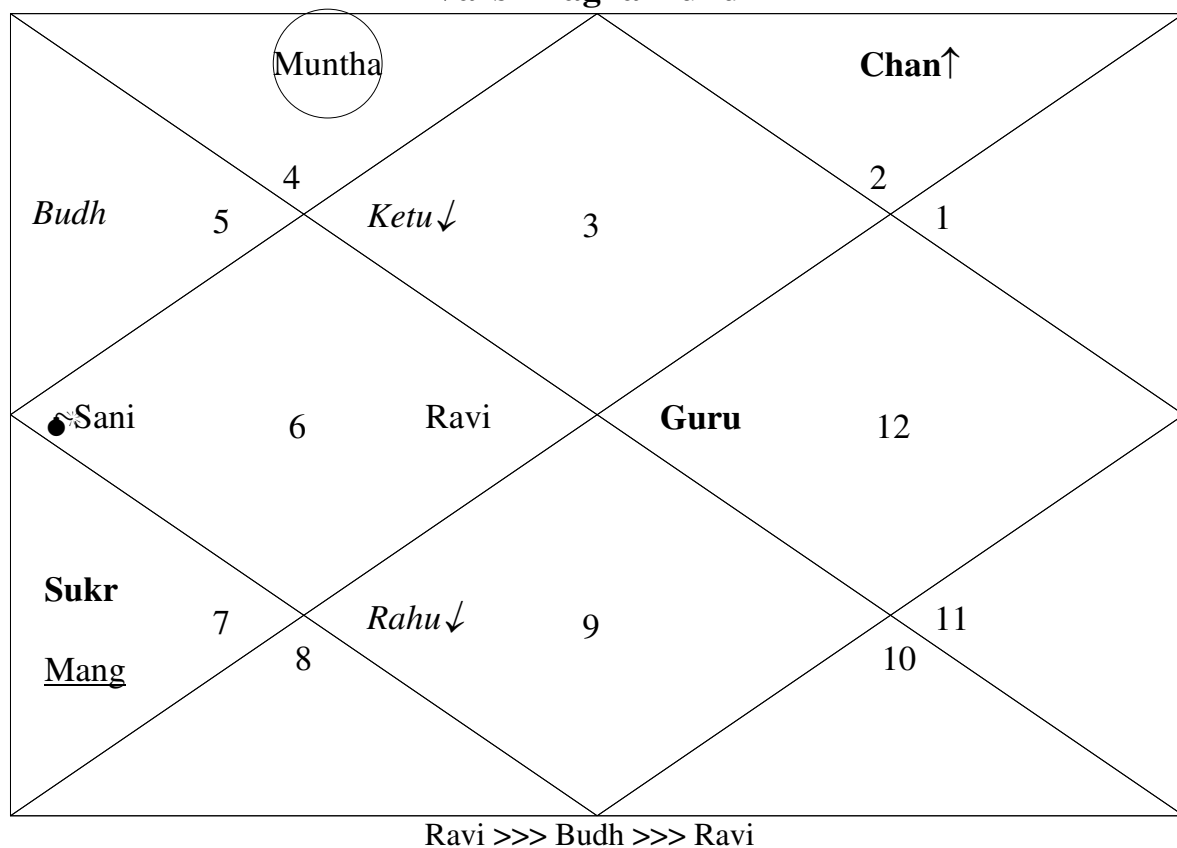 Muntha
Chan↑
4
2
Budh
5
Ketu↓
3
1
Sani
6
Ravi
Guru
12
Sukr
7
Rahu↓
9
11
Mang
8
10
Ravi >>> Budh >>> Ravi